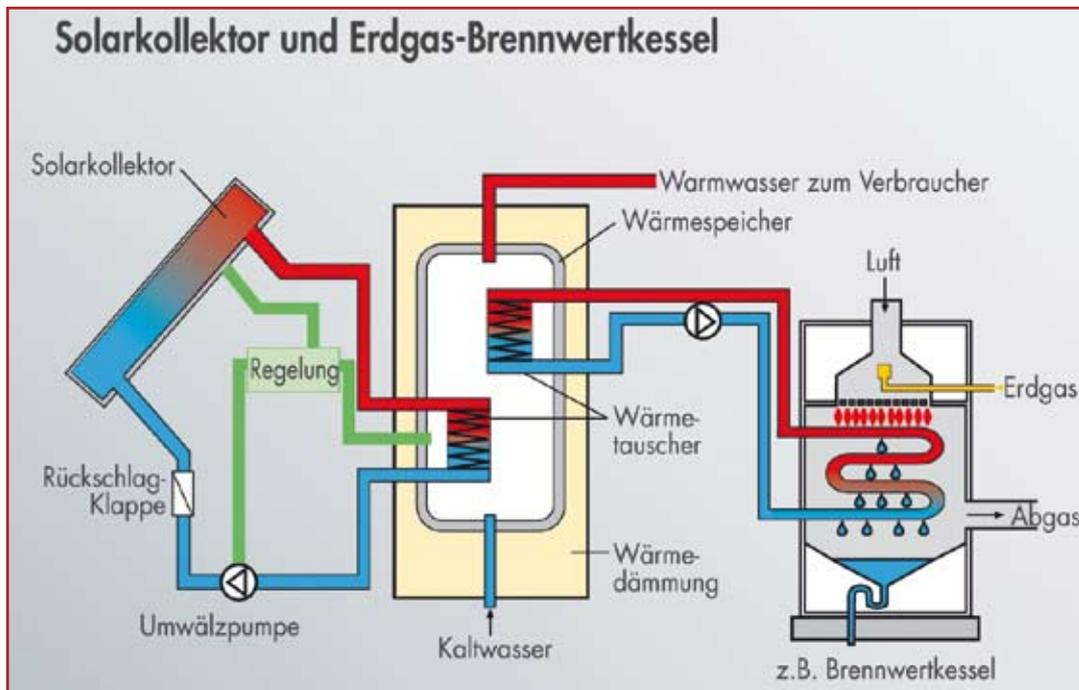 Solarkollektor und Erdgas-Brennwertkessel
Solarkollektor
Warmwasser zum Verbraucher
Wärmespeicher
Luft
Regelung
Erdgas
Wärme-
tauscher
Rückschlag-
Klappe
Abgas
Wärme-
dämmung
Umwälzpumpe
Kaltwasser
z.B. Brennwertkessel